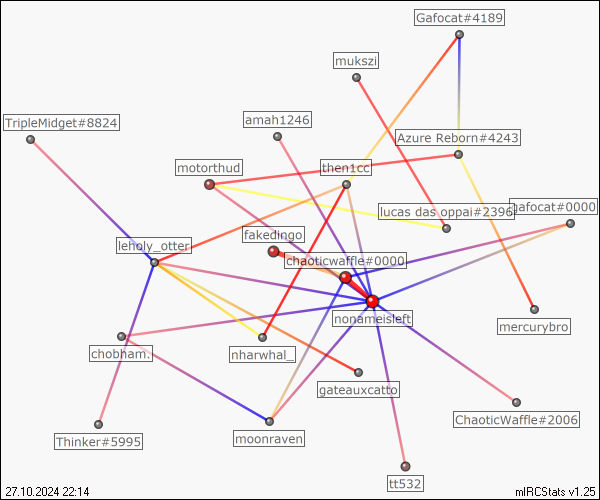 Gafocat#4189
mukszi
amah1246
TripleMidget#8824
Azure Reborn#4243
motorthud
then1cc
gafocat#0000
lucas das oppai#2396
fakedingo
leholy_otter
chaoticwaffle#0000
nonameisleft
mercurybro
chobham.
nharwhal_
gateauxcatto
ChaoticWaffle#2006
Thinker#5995
moonraven
tt532
27.10.2024 22:14
mIRCStats v1.25